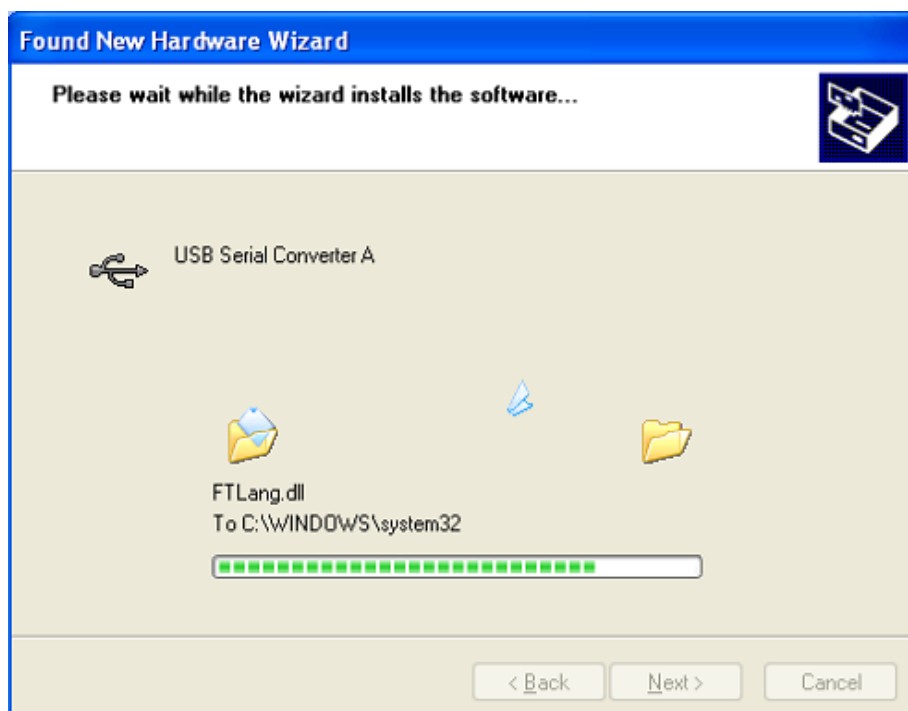 Found New Hardware Wizard
Please wait while the wizard installs the software...
USB Serial Converter A
FTLang.dll
To C:\WINDOWS\system32
< Back
Next >
Cancel